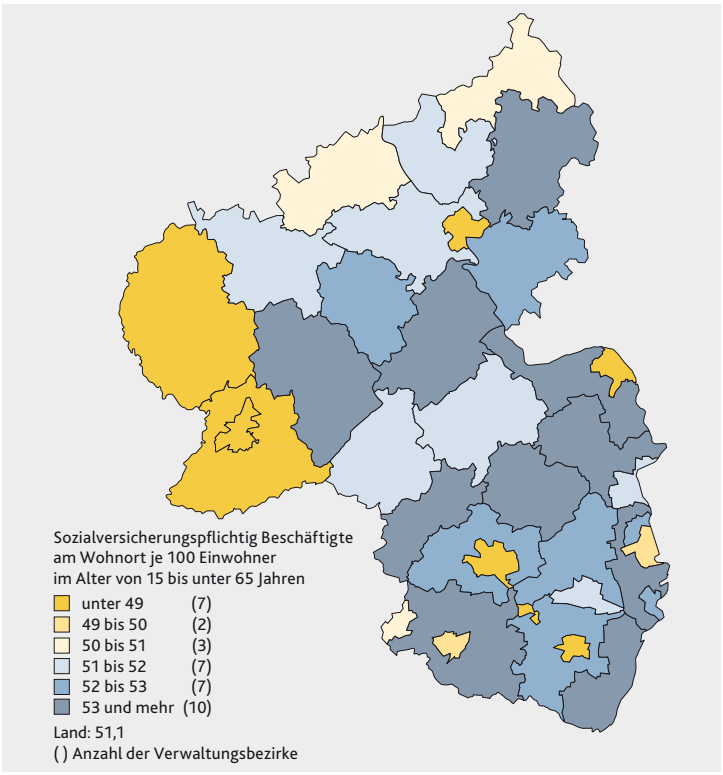 Sozialversicherungspflichtig Beschäftigte
am Wohnort je 100 Einwohner
im Alter von 15 bis unter 65 Jahren
unter 49 (7)
49 bis 50 (2)
50 bis 51 (3)
51 bis 52 (7)
52 bis 53 (7)
53 und mehr (10)
Land: 51,1
( ) Anzahl der Verwaltungsbezirke